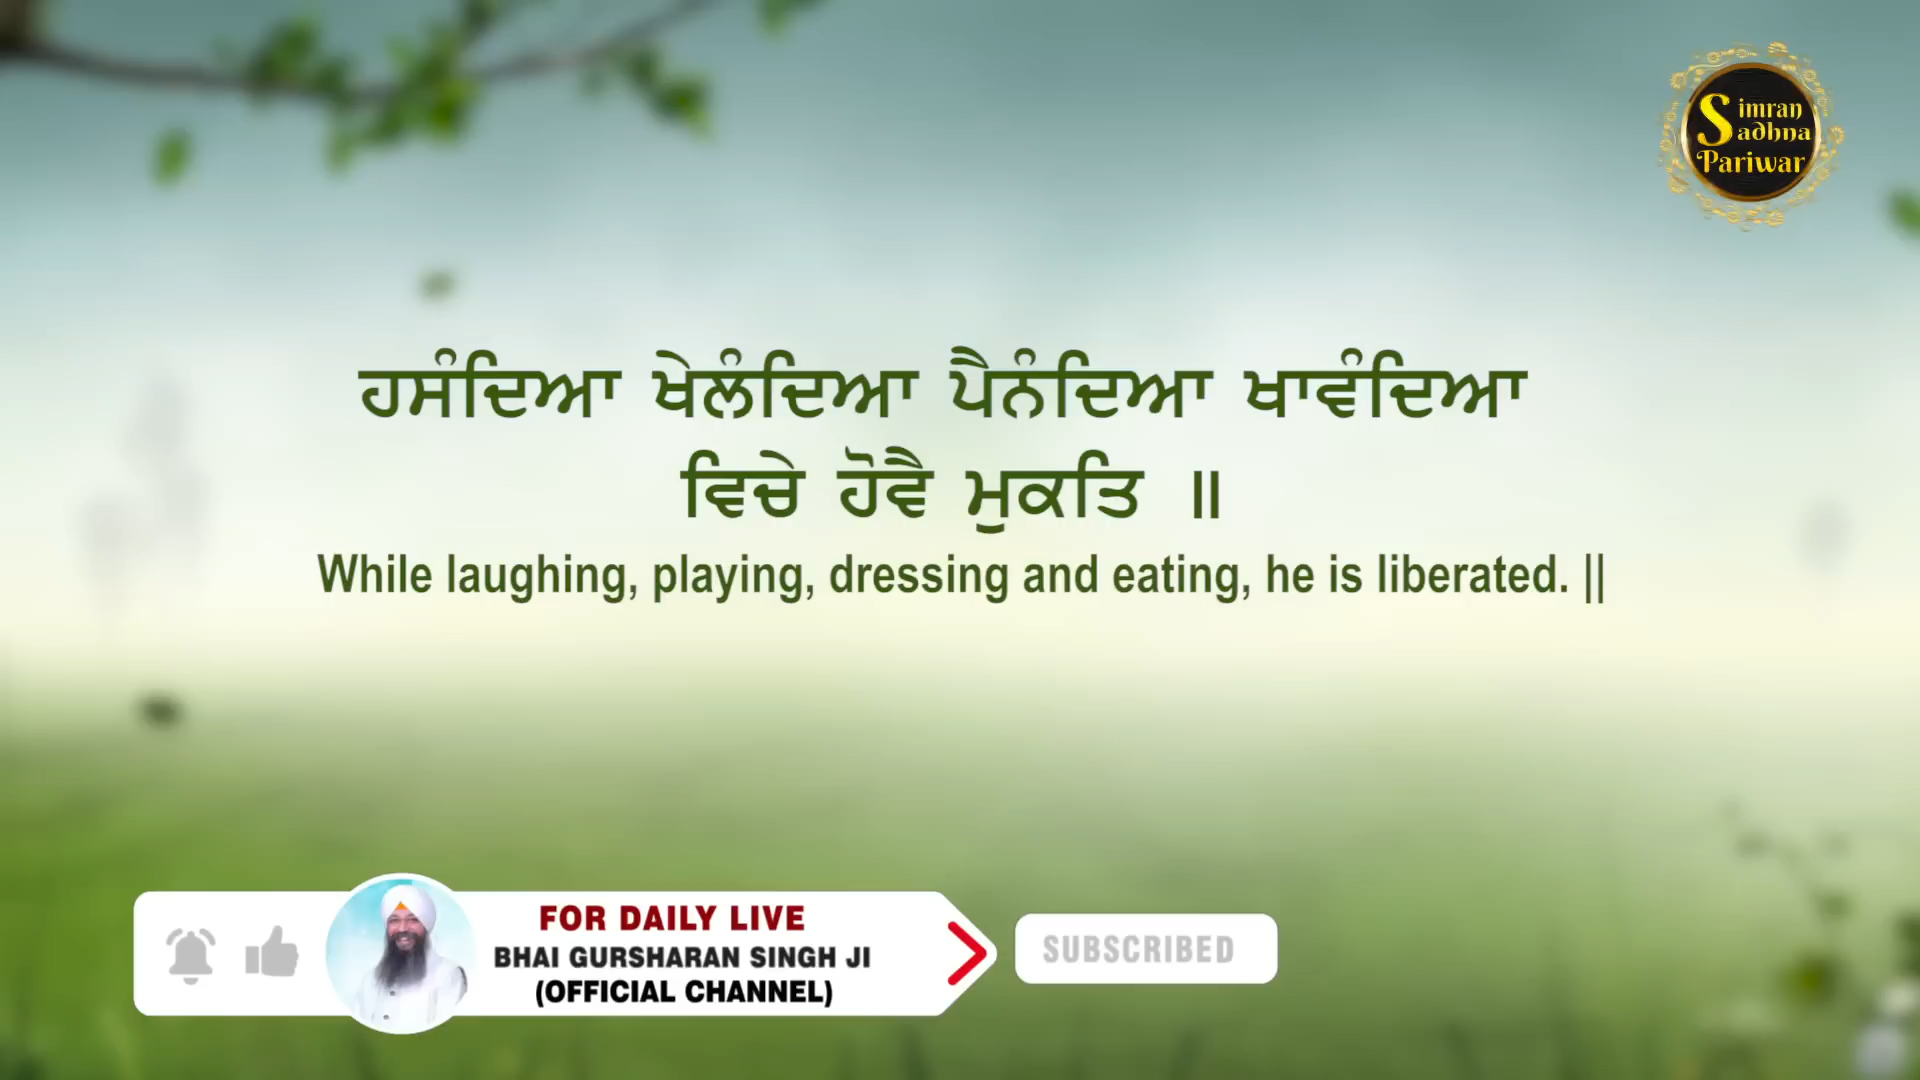 Simran
Sadhna
Pariwar
ਹਸੰਦਿਆ ਖੇਲੰਦਿਆ ਪੈਨੰਦਿਆ ਖਾਵੰਦਿਆ
ਵਿਚੇ ਹੋਵੈ ਮੁਕਤਿ ॥
While laughing, playing, dressing and eating, he is liberated. ||
FOR DAILY LIVE
BHAI GURSHARAN SINGH JI
(OFFICIAL CHANNEL)
SUBSCRIBED